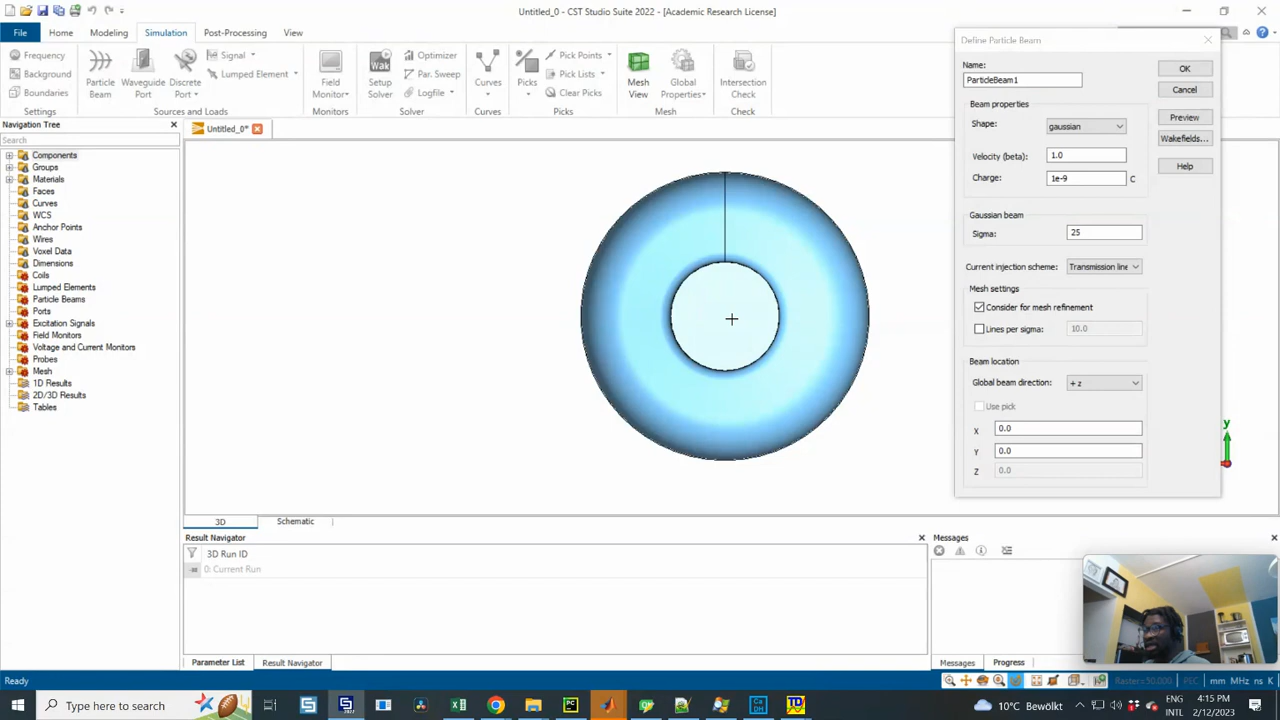 Untitled_0 - CST Studio Suite 2022 - [Academic Research License]
File Home Modeling Simulation Post-Processing View
Frequency
Background
Boundaries
Settings
Particle Beam
Waveguide Port
Discrete Port
Signal
Lumped Element
Sources and Loads
Field Monitor
Monitors
Wak
Setup Solver
Optimizer
Par. Sweep
Logfile
Solver
Curves
Curves
Picks
Pick Points
Pick Lists
Clear Picks
Picks
Mesh View
Global Properties
Mesh
Intersection Check
Check
Navigation Tree
Search
Components
Groups
Materials
Faces
Curves
WCS
Anchor Points
Wires
Voxel Data
Dimensions
Coils
Lumped Elements
Particle Beams
Ports
Excitation Signals
Field Monitors
Voltage and Current Monitors
Probes
Mesh
1D Results
2D/3D Results
Tables
Untitled_0*
Define Particle Beam
Name:
ParticleBeam1
OK
Cancel
Preview
Wakefields...
Help
Beam properties
Shape: gaussian
Velocity (beta): 1.0
Charge: 1e-9 C
Gaussian beam
Sigma: 25
Current injection scheme: Transmission line
Mesh settings
Consider for mesh refinement
Lines per sigma: 10.0
Beam location
Global beam direction: + z
Use pick
X 0.0
Y 0.0
Z 0.0
y
3D Schematic
Result Navigator
3D Run ID
0: Current Run
Parameter List Result Navigator
Messages
Messages Progress
Ready
Raster=50.000 PEC mm MHz ns K
Type here to search
10°C Bewölkt
ENG
INTL
4:15 PM
2/12/2023